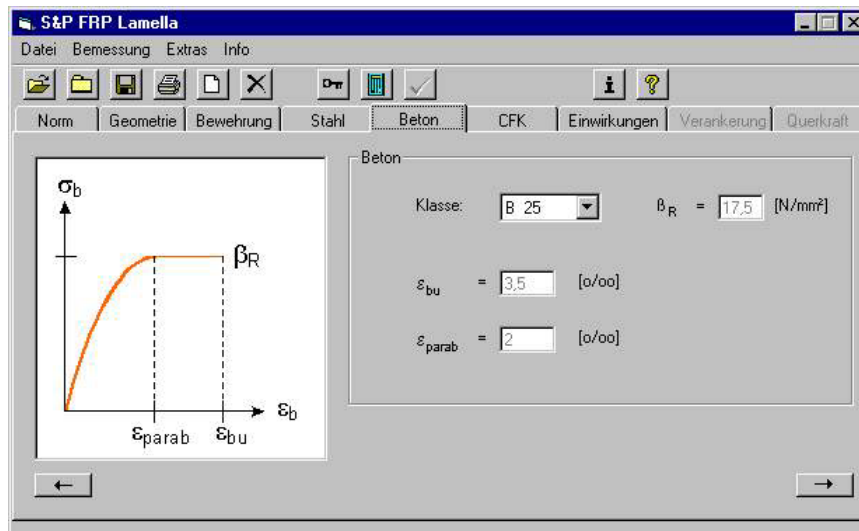 S&P FRP Lamella
Datei Bemessung Extras Info
Norm Geometrie Bewehrung Stahl Beton CFK Einwirkungen Verankerung Querkraft
Beton
σb
Klasse: B 25 ßR = 17,5 [N/mm²]
βR
εbu = 3,5 [o/oo]
εparab = 2 [o/oo]
εb
εparab εbu